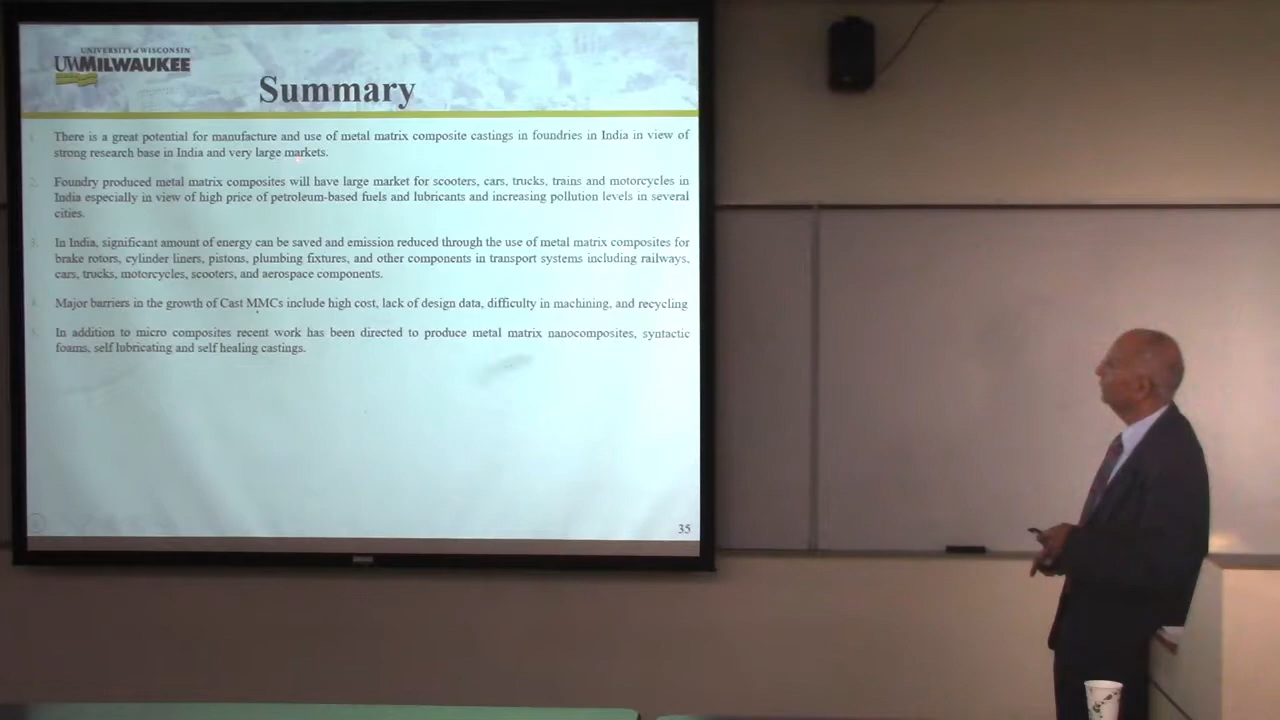 UNIVERSITY of WISCONSIN
UWMILWAUKEE
Summary
1. There is a great potential for manufacture and use of metal matrix composite castings in foundries in India in view of
strong research base in India and very large markets.
2. Foundry produced metal matrix composites will have large market for scooters, cars, trucks, trains and motorcycles in
India especially in view of high price of petroleum-based fuels and lubricants and increasing pollution levels in several
cities.
3. In India, significant amount of energy can be saved and emission reduced through the use of metal matrix composites for
brake rotors, cylinder liners, pistons, plumbing fixtures, and other components in transport systems including railways,
cars, trucks, motorcycles, scooters, and aerospace components.
4. Major barriers in the growth of Cast MMCs include high cost, lack of design data, difficulty in machining, and recycling
5. In addition to micro composites recent work has been directed to produce metal matrix nanocomposites, syntactic
foams, self lubricating and self healing castings.
35